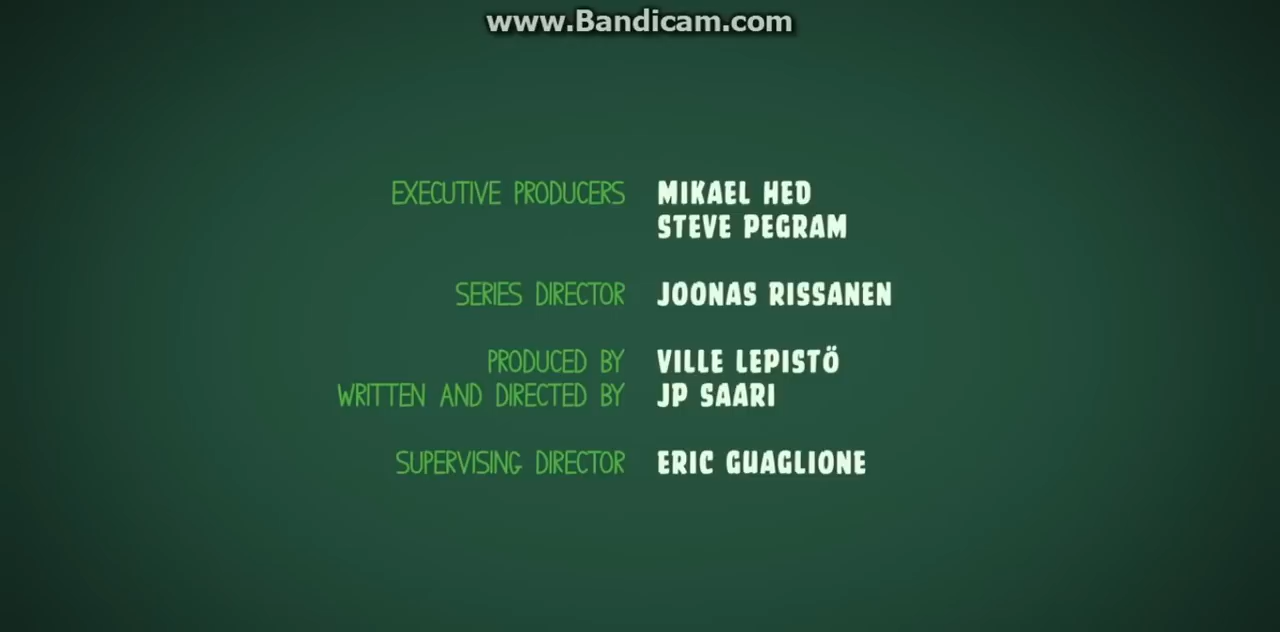 www.Bandicam.com
EXECUTIVE PRODUCERS MIKAEL HED
STEVE PEGRAM
SERIES DIRECTOR JOONAS RISSANEN
PRODUCED BY VILLE LEPISTÖ
WRITTEN AND DIRECTED BY JP SAARI
SUPERVISING DIRECTOR ERIC GUAGLIONE